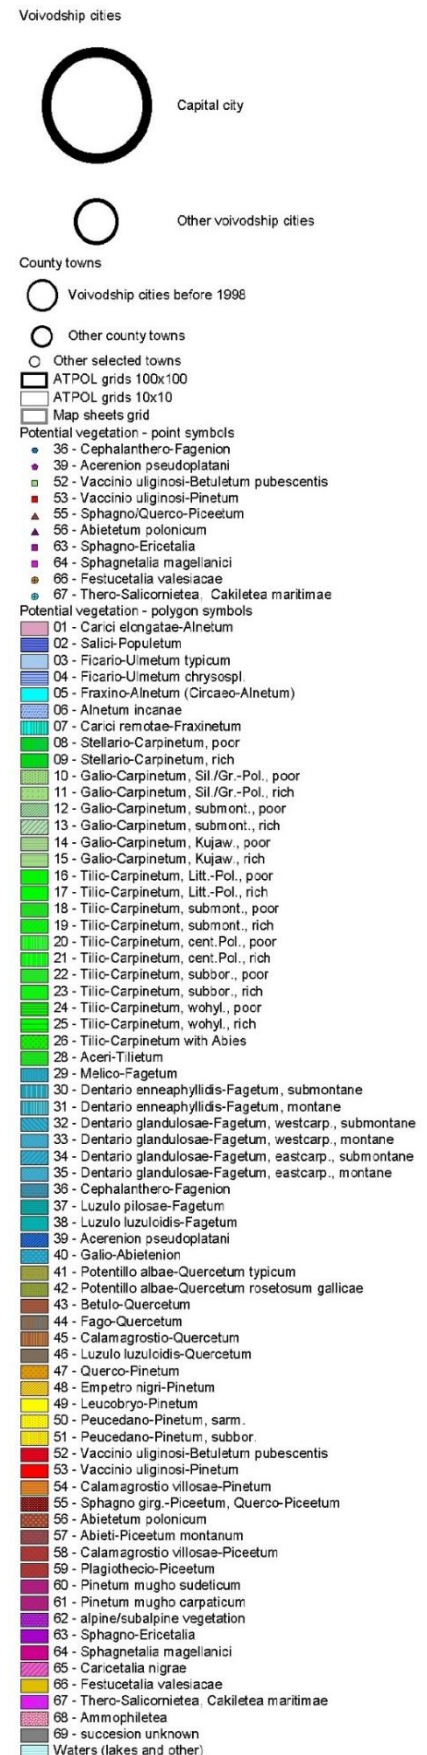 Voivodship cities
Capital city
Other voivodship cities
County towns
Voivodship cities before 1998
Other county towns
Other selected towns
ATPOL grids 100x100
ATPOL grids 10x10
Map sheets grid
Potential vegetation - point symbols
36 - Cephalanthero-Fagenion
39 - Acerenion pseudoplatani
52 - Vaccinio uliginosi-Betuletum pubescentis
53 - Vaccinio uliginosi-Pinetum
55 - Sphagno/Querco-Piceetum
56 - Abietetum polonicum
63 - Sphagno-Ericetalia
64 - Sphagnetalia magellanici
66 - Festucetalia valesiacae
67 - Thero-Salicornietea, Cakiletea maritimae
Potential vegetation - polygon symbols
01 - Carici elongatae-Alnetum
02 - Salici-Populetum
03 - Ficario-Ulmetum typicum
04 - Ficario-Ulmetum chrysospl.
05 - Fraxino-Alnetum (Circaeo-Alnetum)
06 - Alnetum incanae
07 - Carici remotae-Fraxinetum
08 - Stellario-Carpinetum, poor
09 - Stellario-Carpinetum, rich
10 - Galio-Carpinetum, Sil./Gr.-Pol., poor
11 - Galio-Carpinetum, Sil./Gr.-Pol., rich
12 - Galio-Carpinetum, submont., poor
13 - Galio-Carpinetum, submont., rich
14 - Galio-Carpinetum, Kujaw., poor
15 - Galio-Carpinetum, Kujaw., rich
16 - Tilio-Carpinetum, Litt.-Pol., poor
17 - Tilio-Carpinetum, Litt.-Pol., rich
18 - Tilio-Carpinetum, submont., poor
19 - Tilio-Carpinetum, submont., rich
20 - Tilio-Carpinetum, cent.Pol., poor
21 - Tilio-Carpinetum, cent.Pol., rich
22 - Tilio-Carpinetum, subbor., poor
23 - Tilio-Carpinetum, subbor., rich
24 - Tilio-Carpinetum, wohyl., poor
25 - Tilio-Carpinetum, wohyl., rich
26 - Tilio-Carpinetum with Abies
28 - Aceri-Tilietum
29 - Melico-Fagetum
30 - Dentario enneaphyllidis-Fagetum, submontane
31 - Dentario enneaphyllidis-Fagetum, montane
32 - Dentario glandulosae-Fagetum, westcarp., submontane
33 - Dentario glandulosae-Fagetum, westcarp., montane
34 - Dentario glandulosae-Fagetum, eastcarp., submontane
35 - Dentario glandulosae-Fagetum, eastcarp., montane
36 - Cephalanthero-Fagenion
37 - Luzulo pilosae-Fagetum
38 - Luzulo luzuloidis-Fagetum
39 - Acerenion pseudoplatani
40 - Galio-Abietenion
41 - Potentillo albae-Quercetum typicum
42 - Potentillo albae-Quercetum rosetosum gallicae
43 - Betulo-Quercetum
44 - Fago-Quercetum
45 - Calamagrostio-Quercetum
46 - Luzulo luzuloidis-Quercetum
47 - Querco-Pinetum
48 - Empetro nigri-Pinetum
49 - Leucobryo-Pinetum
50 - Peucedano-Pinetum, sarm.
51 - Peucedano-Pinetum, subbor.
52 - Vaccinio uliginosi-Betuletum pubescentis
53 - Vaccinio uliginosi-Pinetum
54 - Calamagrostio villosae-Pinetum
55 - Sphagno girg.-Piceetum, Querco-Piceetum
56 - Abietetum polonicum
57 - Abieti-Piceetum montanum
58 - Calamagrostio villosae-Piceetum
59 - Plagiothecio-Piceetum
60 - Pinetum mugho sudeticum
61 - Pinetum mugho carpaticum
62 - alpine/subalpine vegetation
63 - Sphagno-Ericetalia
64 - Sphagnetalia magellanici
65 - Caricetalia nigrae
66 - Festucetalia valesiacae
67 - Thero-Salicornietea, Cakiletea maritimae
68 - Ammophiletea
69 - succesion unknown
Waters (lakes and other)